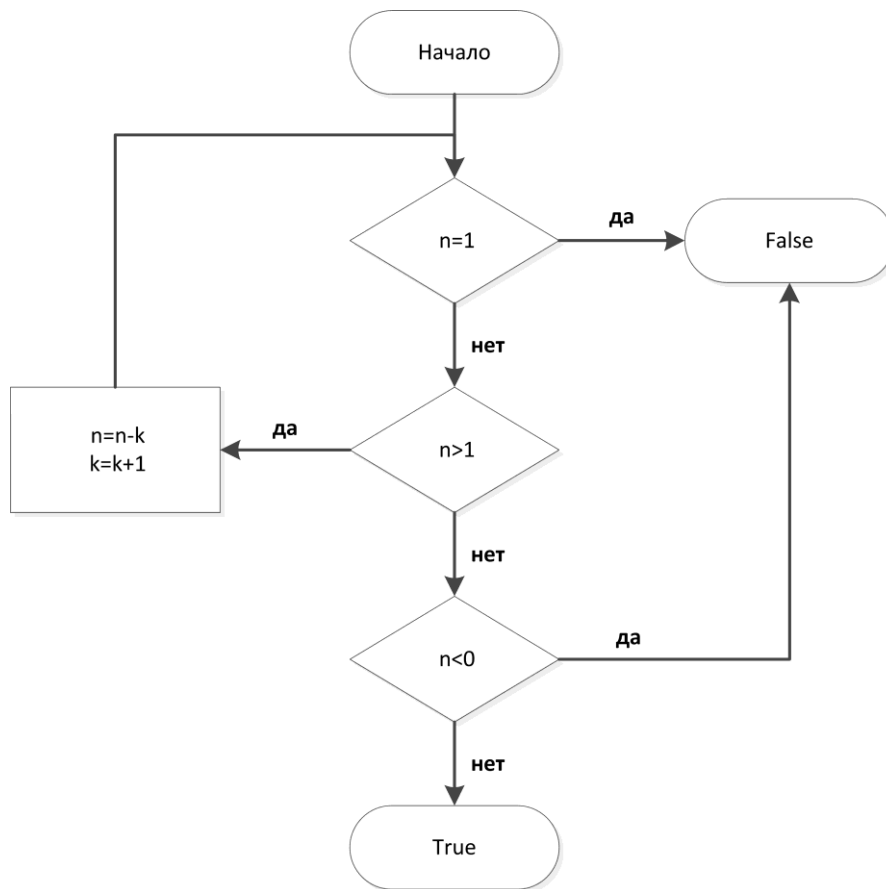 Начало
n=1
да
False
нет
n=n-k
k=k+1
да
n>1
нет
n<0
да
нет
True